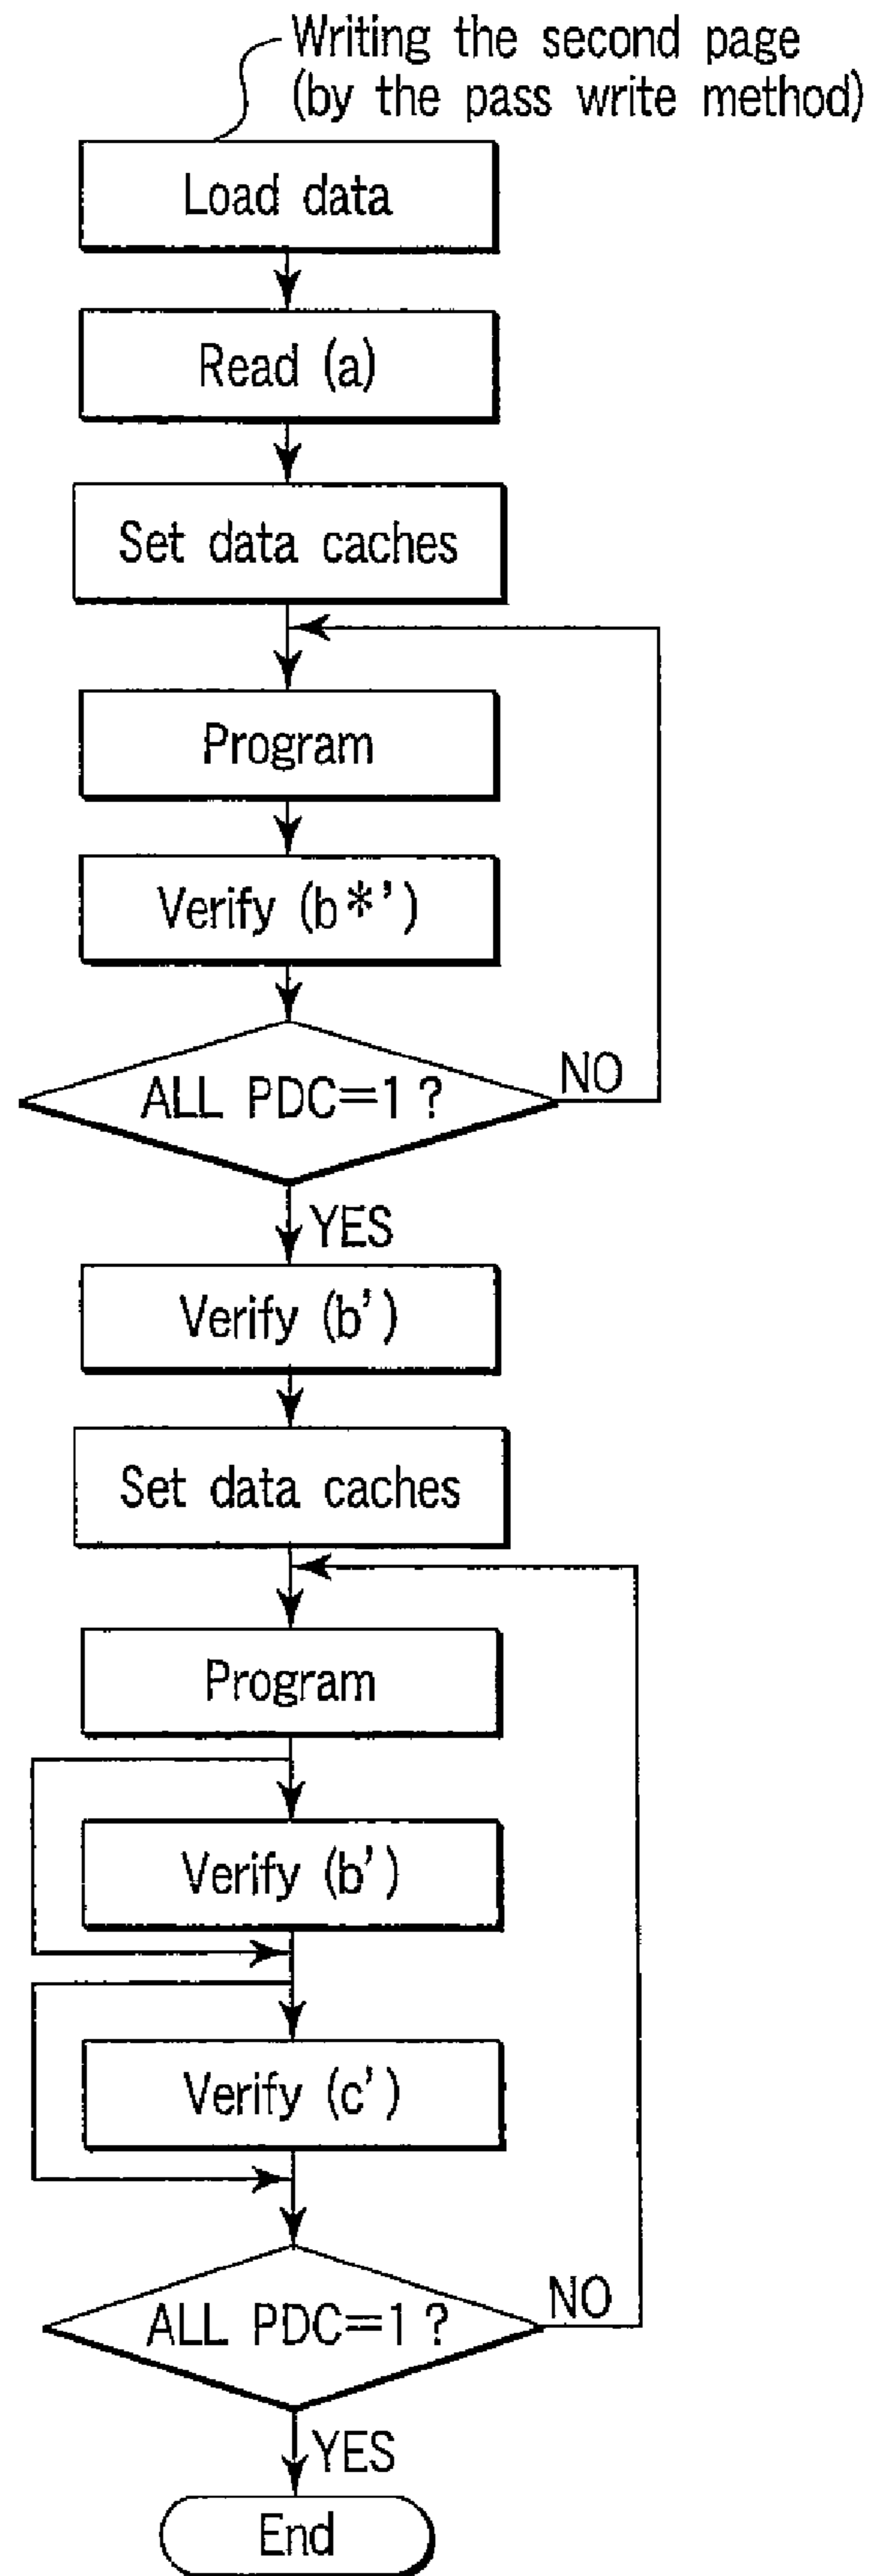 Writing the second page
(by the pass write method)
Load data
Read (a)
Set data caches
Program
Verify (b*')
ALL PDC=1 ?
NO
YES
Verify (b')
Set data caches
Program
Verify (b')
Verify (c')
ALL PDC=1 ?
NO
YES
End